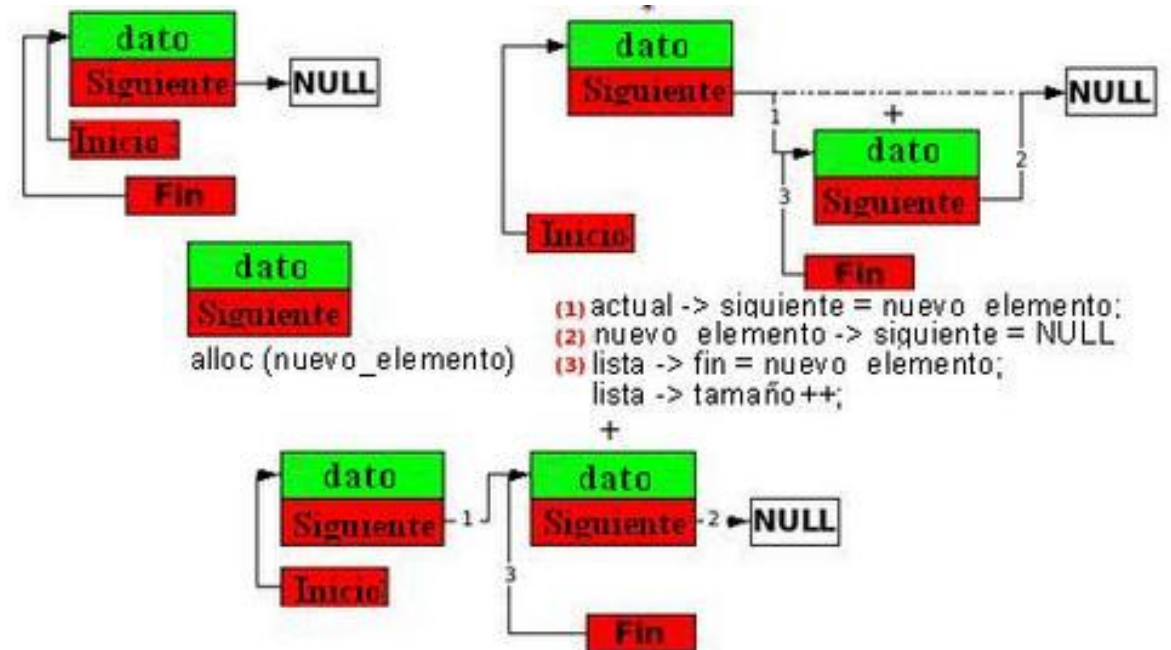 dato
Siguiente
NULL
Inicio
Fin
dato
Siguiente
alloc (nuevo_elemento)
dato
Siguiente
NULL
1
+
dato
Siguiente
2
3
Inicio
Fin
(1) actual -> siguiente = nuevo elemento;
(2) nuevo elemento -> siguiente = NULL
(3) lista -> fin = nuevo elemento;
lista -> tamaño++;
+
dato
Siguiente
1
dato
Siguiente
2
NULL
Inicio
3
Fin